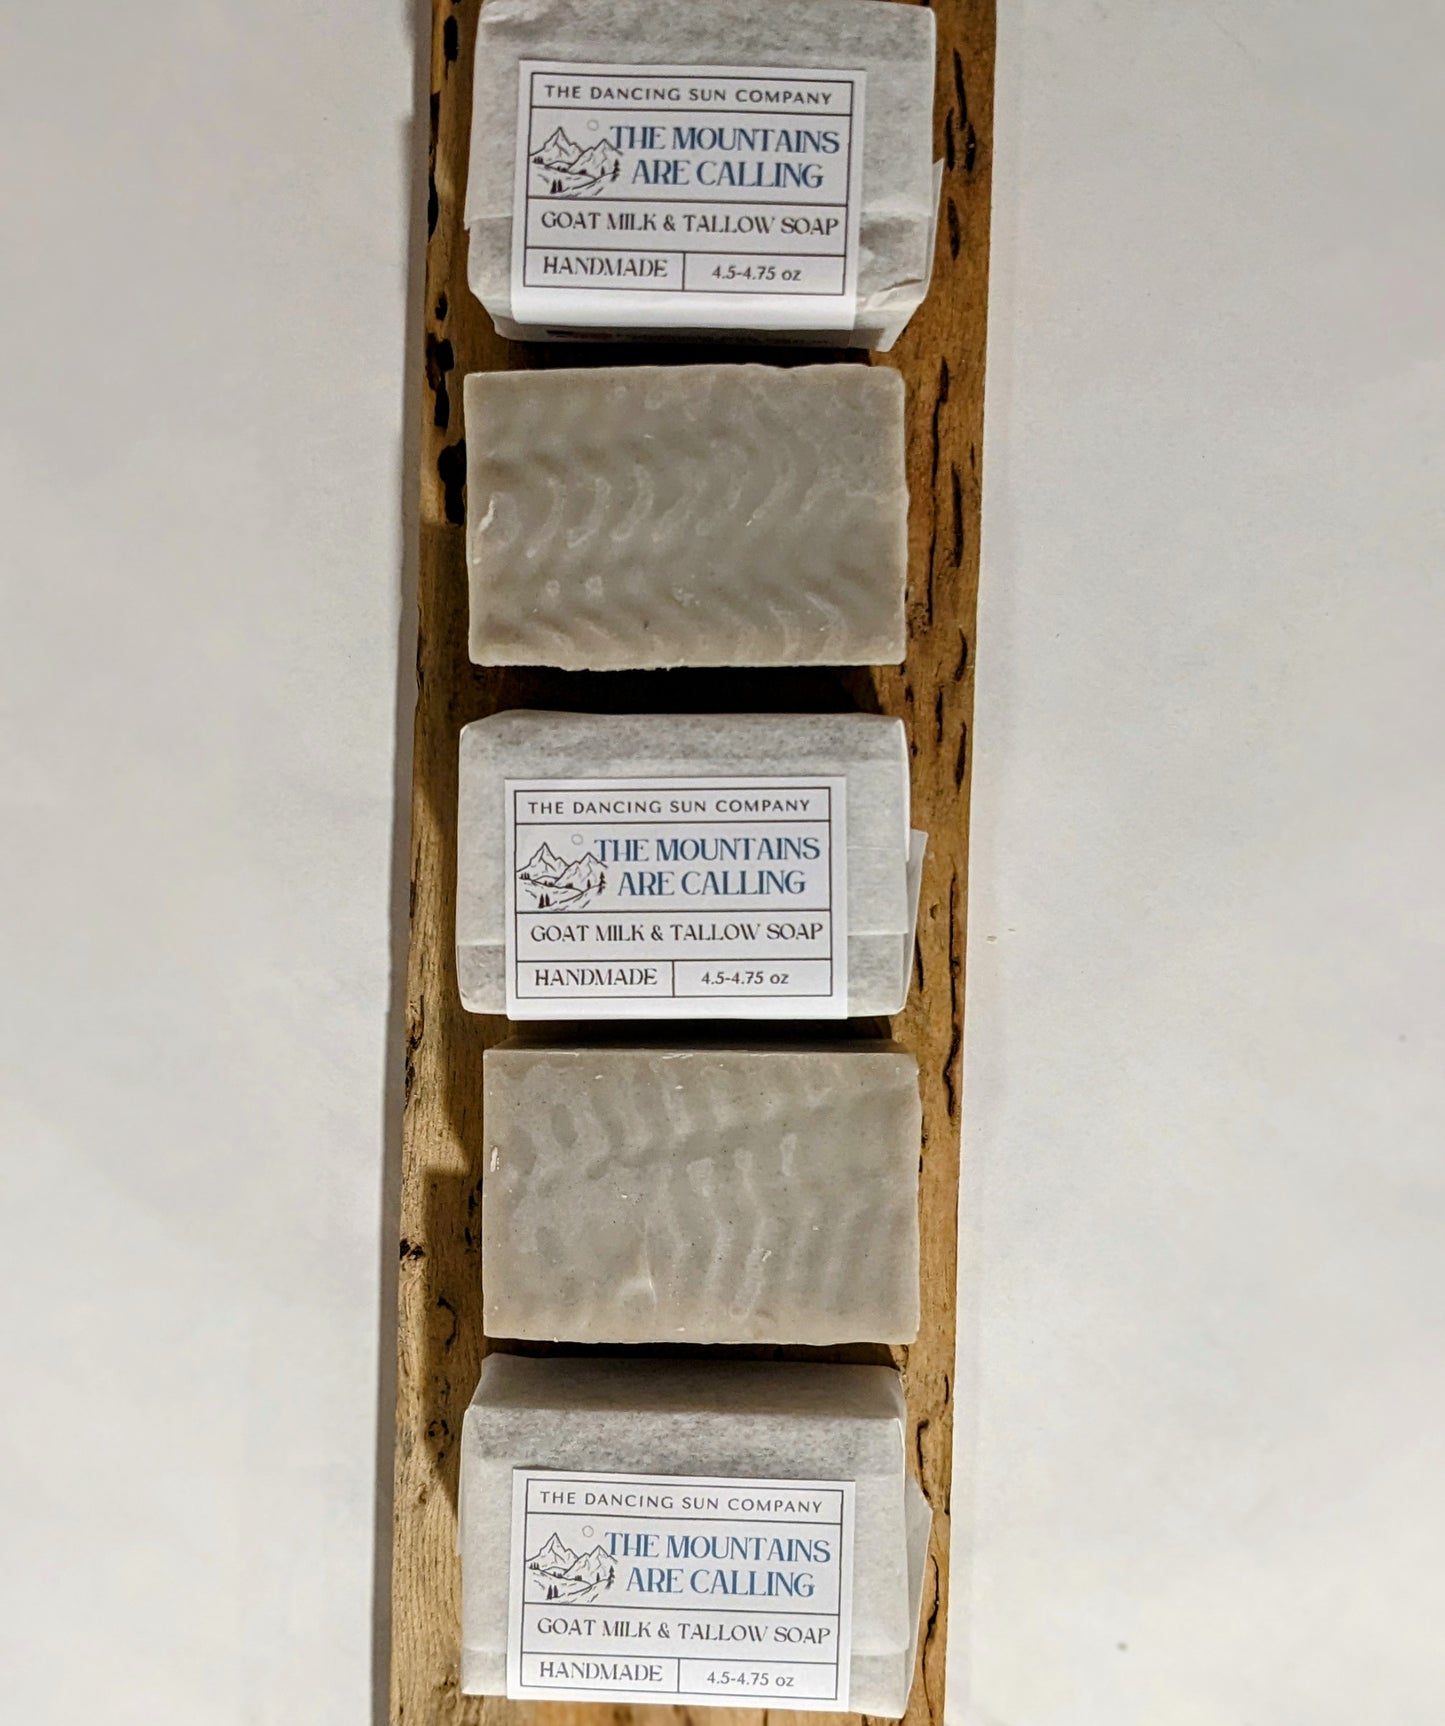 THE DANCING SUN COMPANY
THE MOUNTAINS
ARE CALLING
GOAT MILK & TALLOW SOAP
HANDMADE 4.5-4.75 oz
THE DANCING SUN COMPANY
THE MOUNTAINS
ARE CALLING
GOAT MILK & TALLOW SOAP
HANDMADE 4.5-4.75 oz
THE DANCING SUN COMPANY
THE MOUNTAINS
ARE CALLING
GOAT MILK & TALLOW SOAP
HANDMADE 4.5-4.75 oz